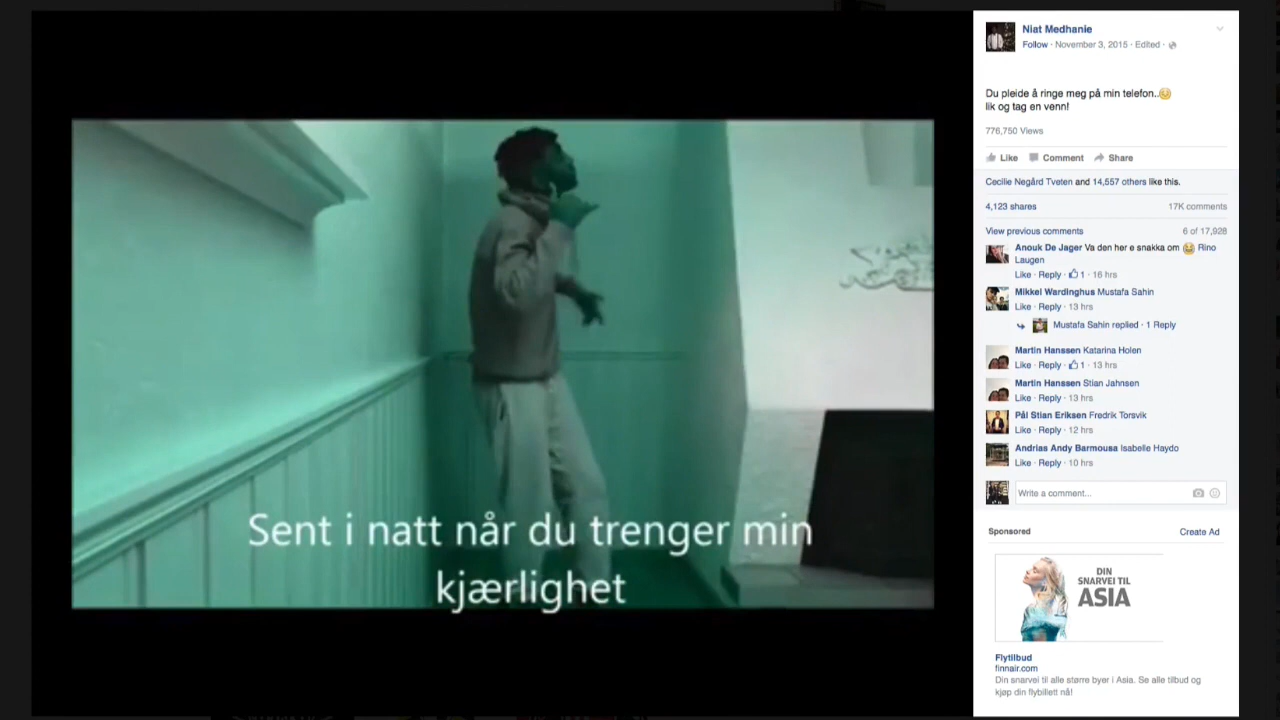 Sent i natt når du trenger min
kjærlighet
Niat Medhanie
Follow · November 3, 2015 · Edited ·
Du pleide å ringe meg på min telefon..😊
lik og tag en venn!
776,750 Views
Like Comment Share
Cecilie Negård Tveten and 14,557 others like this.
4,123 shares 17K comments
View previous comments 6 of 17,928
Anouk De Jager Va den hør e snakka om 😂 Rino
Laugen
Like · Reply · 1 · 16 hrs
Mikkel Wardinghus Mustafa Sahin
Like · Reply · 13 hrs
Mustafa Sahin replied · 1 Reply
Martin Hanssen Katarina Holen
Like · Reply · 1 · 13 hrs
Martin Hanssen Stian Jahnsen
Like · Reply · 13 hrs
Pål Stian Eriksen Fredrik Torsvik
Like · Reply · 12 hrs
Andrias Andy Barmousa Isabelle Haydo
Like · Reply · 10 hrs
Write a comment...
Sponsored Create Ad
DIN
SNARVEI TIL
ASIA
Flytilbud
finnair.com
Din snarvei til alle større byer i Asia. Se alle tilbud og
kjøp din flybillett nå!